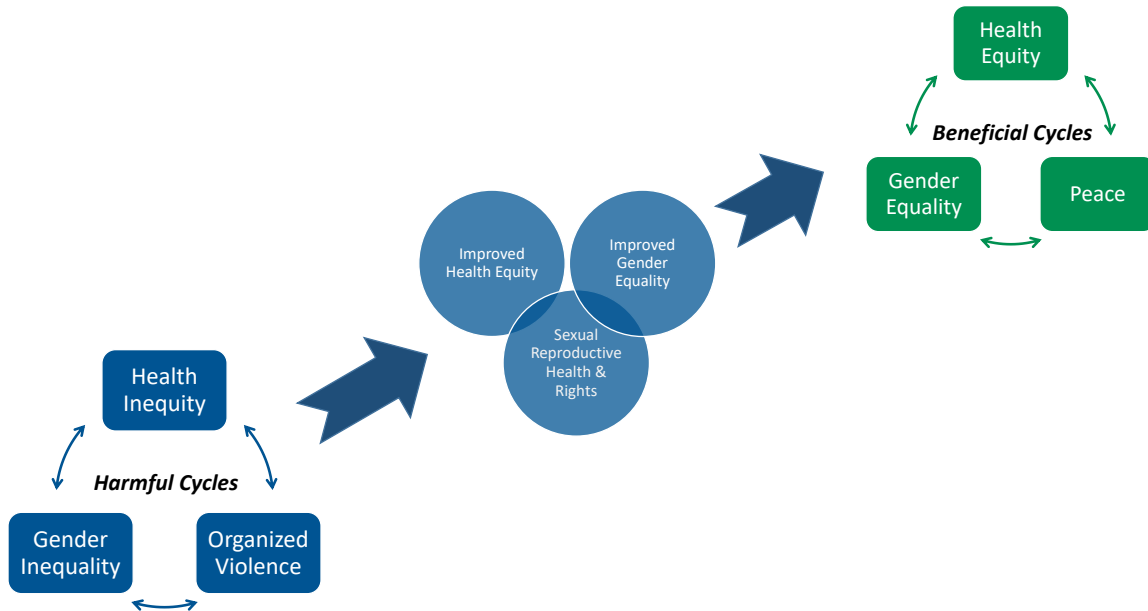 Health
Equity
Beneficial Cycles
Gender
Equality
Peace
Improved
Health Equity
Improved
Gender
Equality
Sexual
Reproductive
Health &
Rights
Health
Inequity
Harmful Cycles
Gender
Inequality
Organized
Violence